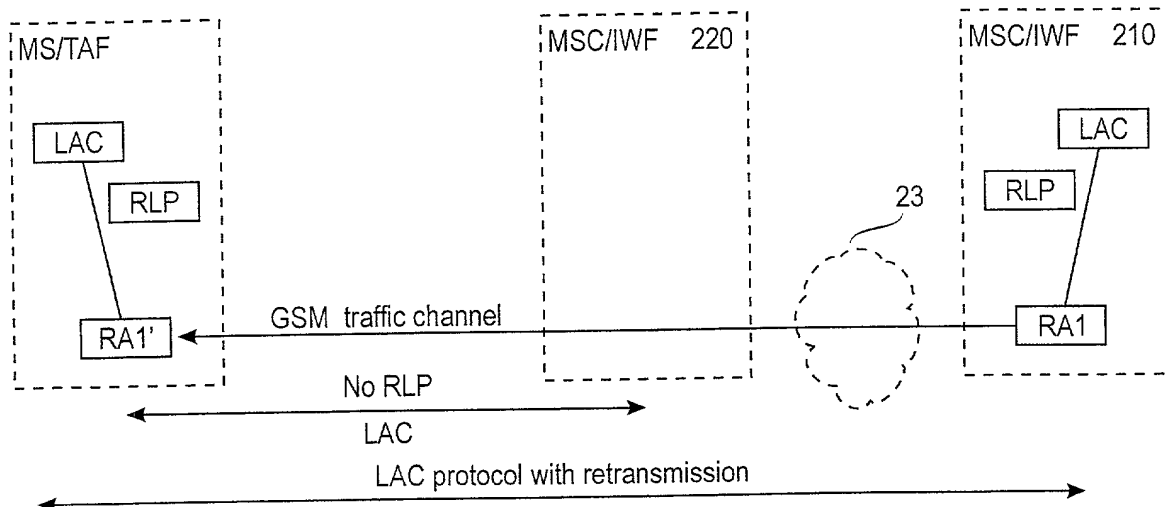 MS/TAF
MSC/IWF 220
MSC/IWF 210
LAC
LAC
RLP
RLP
23
GSM traffic channel
RA1'
RA1
No RLP
LAC
LAC protocol with retransmission